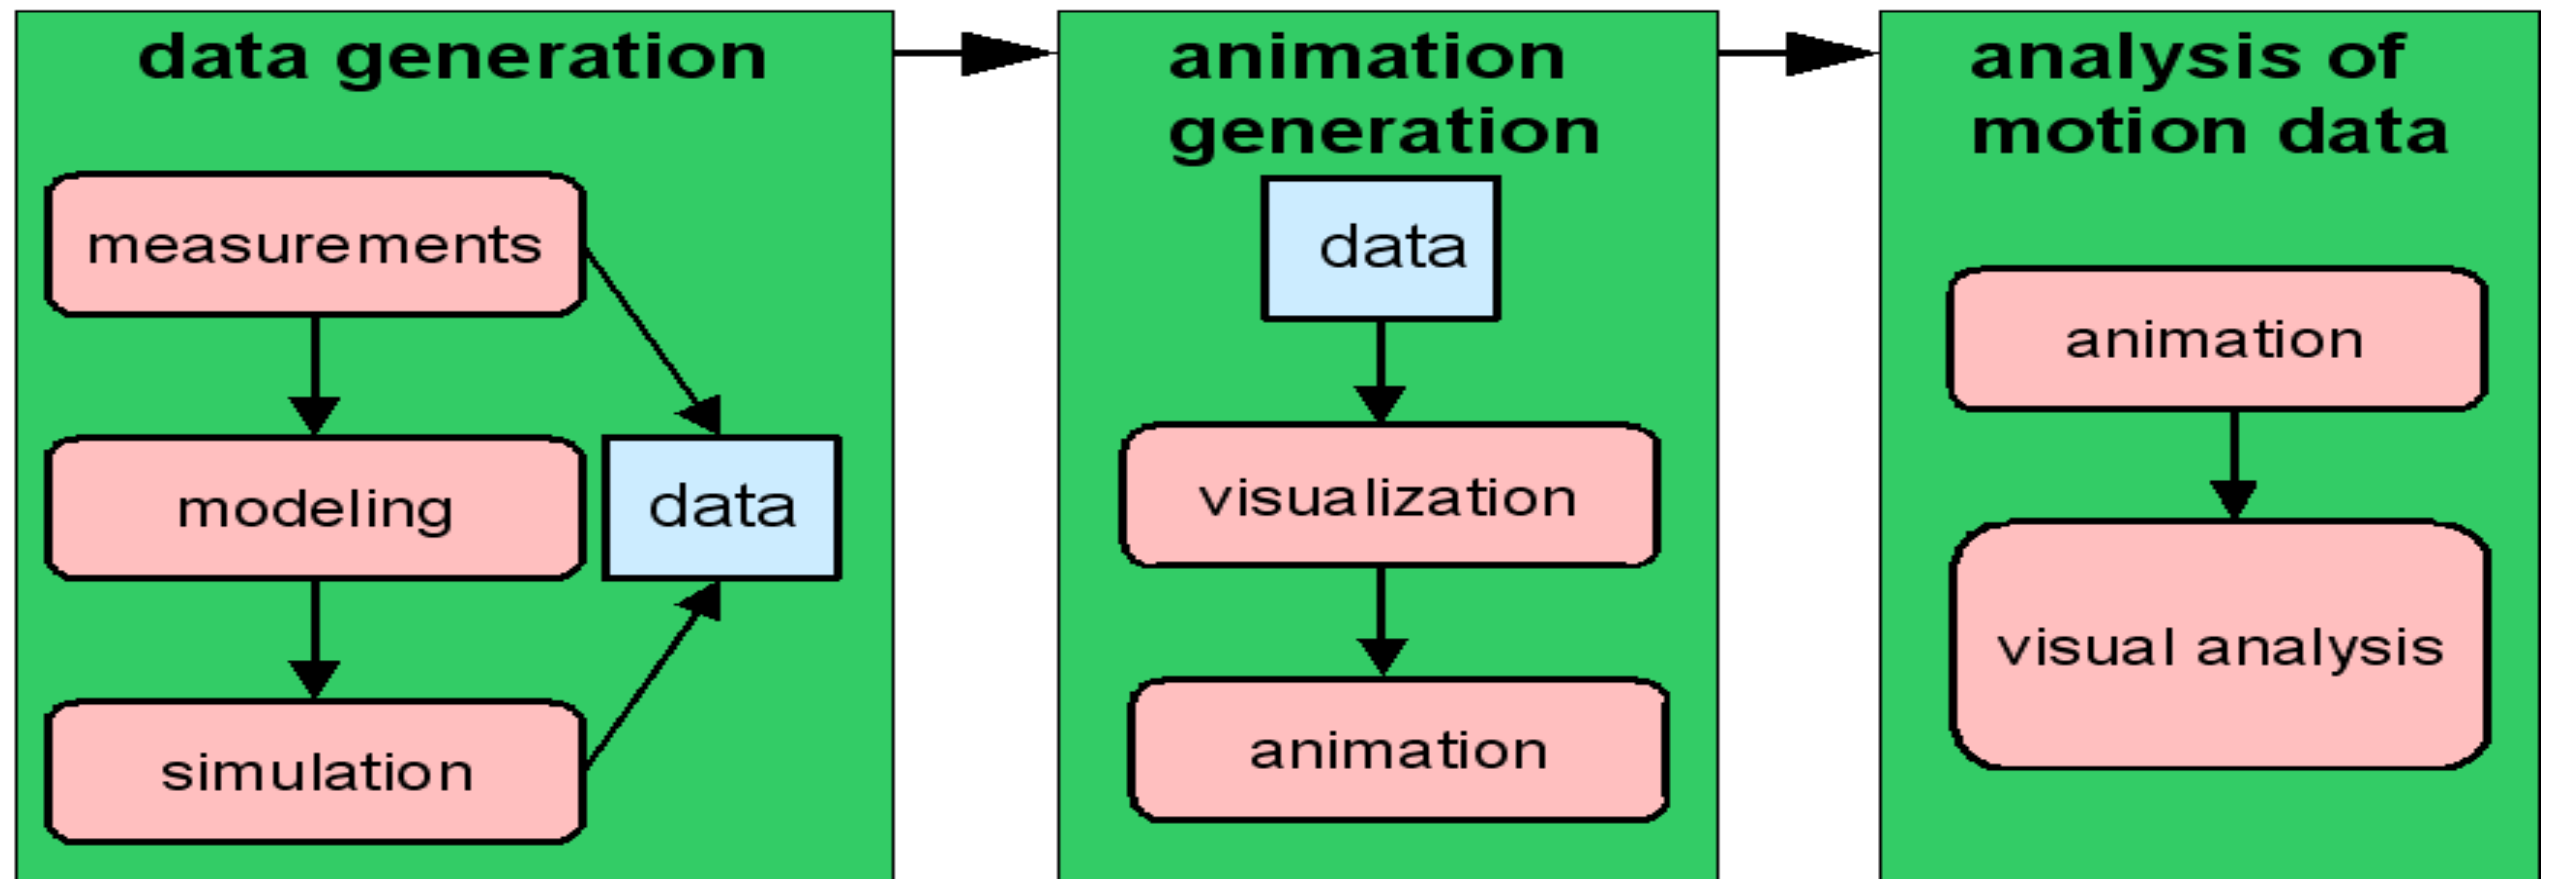 data generation
measurements
modeling
data
simulation
animation
generation
data
visualization
animation
analysis of
motion data
animation
visual analysis